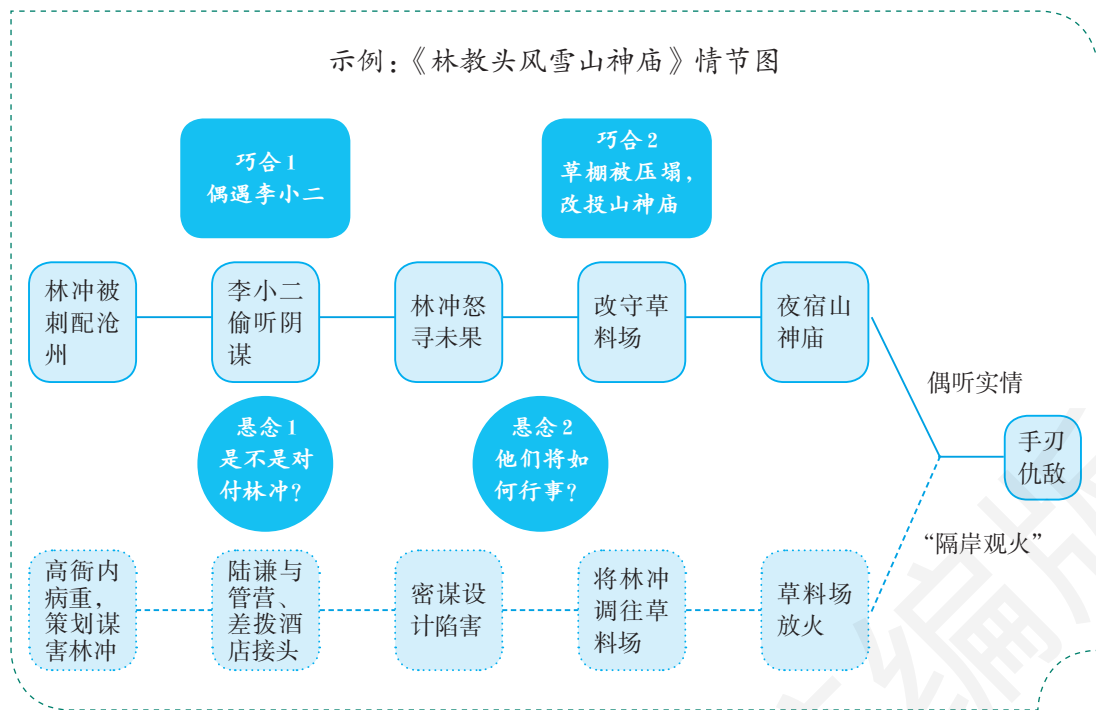 示例：《林教头风雪山神庙》情节图
巧合1
偶遇李小二
巧合2
草棚被压塌，
改投山神庙
林冲被
刺配沧
州
李小二
偷听阴
谋
林冲怒
寻未果
改守草
料场
夜宿山
神庙
偶听实情
悬念1
是不是对
付林冲？
悬念2
他们将如
何行事？
手刃
仇敌
“隔岸观火”
高衙内
病重，
策划谋
害林冲
陆谦与
管营、
差拨酒
店接头
密谋设
计陷害
将林冲
调往草
料场
草料场
放火
编版